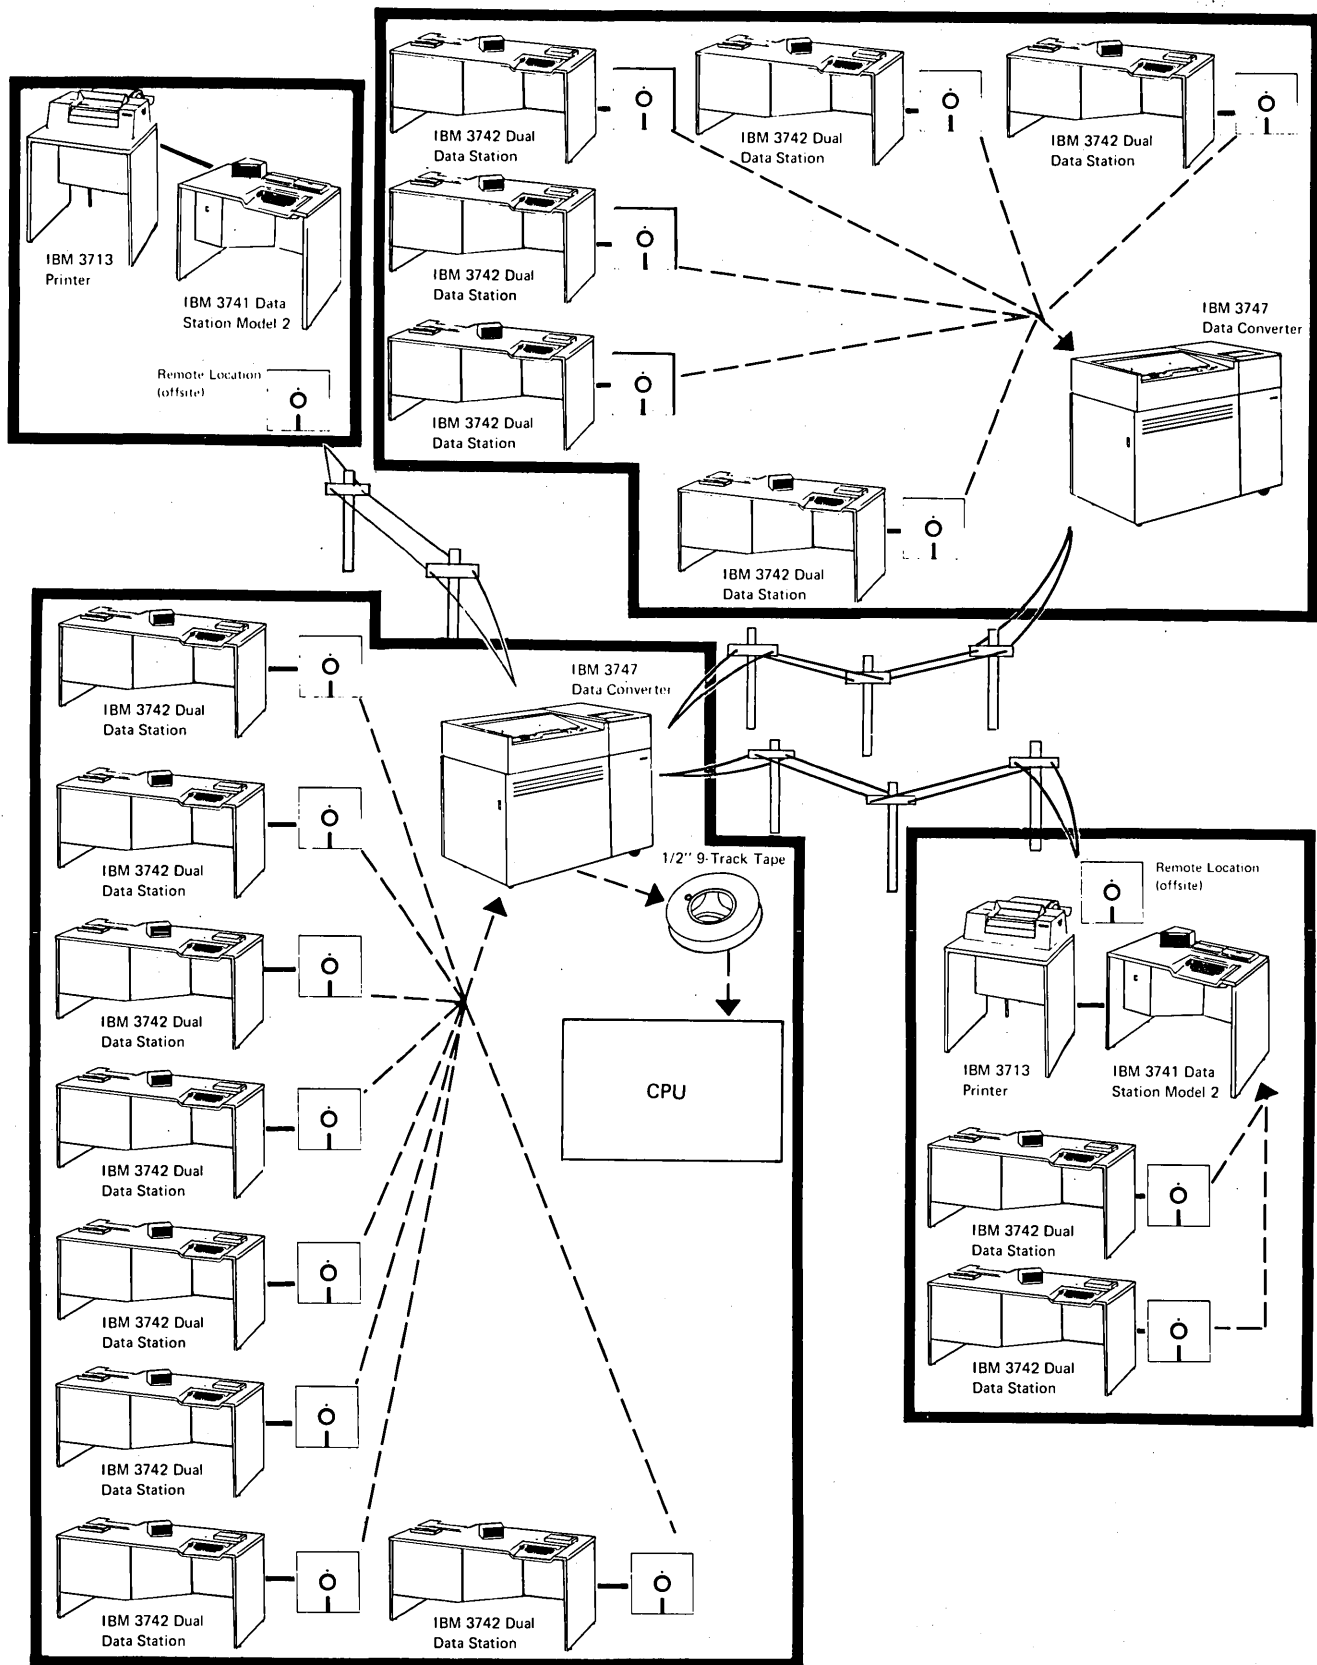 IBM 3713
Printer
IBM 3741 Data
Station Model 2
Remote Location
(offsite)
IBM 3742 Dual
Data Station
IBM 3742 Dual
Data Station
IBM 3742 Dual
Data Station
IBM 3742 Dual
Data Station
IBM 3742 Dual
Data Station
IBM 3747
Data Converter
IBM 3742 Dual
Data Station
IBM 3742 Dual
Data Station
IBM 3747
Data Converter
IBM 3742 Dual
Data Station
IBM 3742 Dual
Data Station
IBM 3742 Dual
Data Station
IBM 3742 Dual
Data Station
IBM 3742 Dual
Data Station
IBM 3742 Dual
Data Station
IBM 3742 Dual
Data Station
1/2" 9-Track Tape
CPU
Remote Location
(offsite)
IBM 3713
Printer
IBM 3741 Data
Station Model 2
IBM 3742 Dual
Data Station
IBM 3742 Dual
Data Station